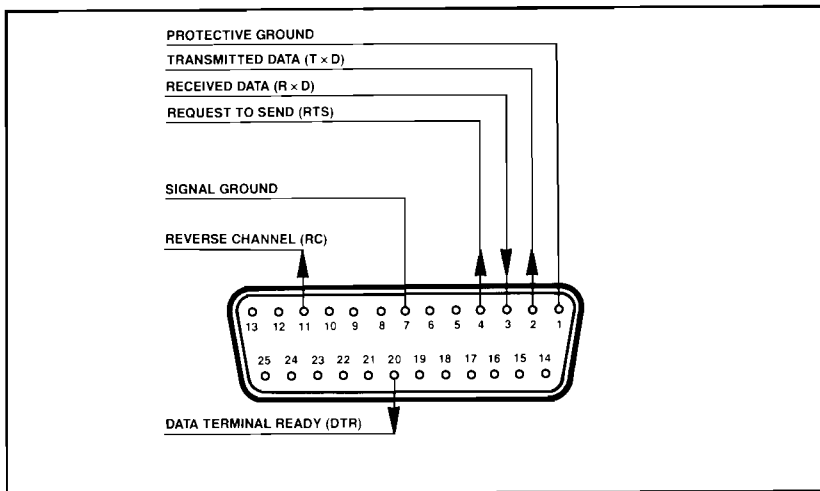 PROTECTIVE GROUND
TRANSMITTED DATA (T × D)
RECEIVED DATA (R × D)
REQUEST TO SEND (RTS)
SIGNAL GROUND
REVERSE CHANNEL (RC)
13 12 11 10 9 8 7 6 5 4 3 2 1
25 24 23 22 21 20 19 18 17 16 15 14
DATA TERMINAL READY (DTR)